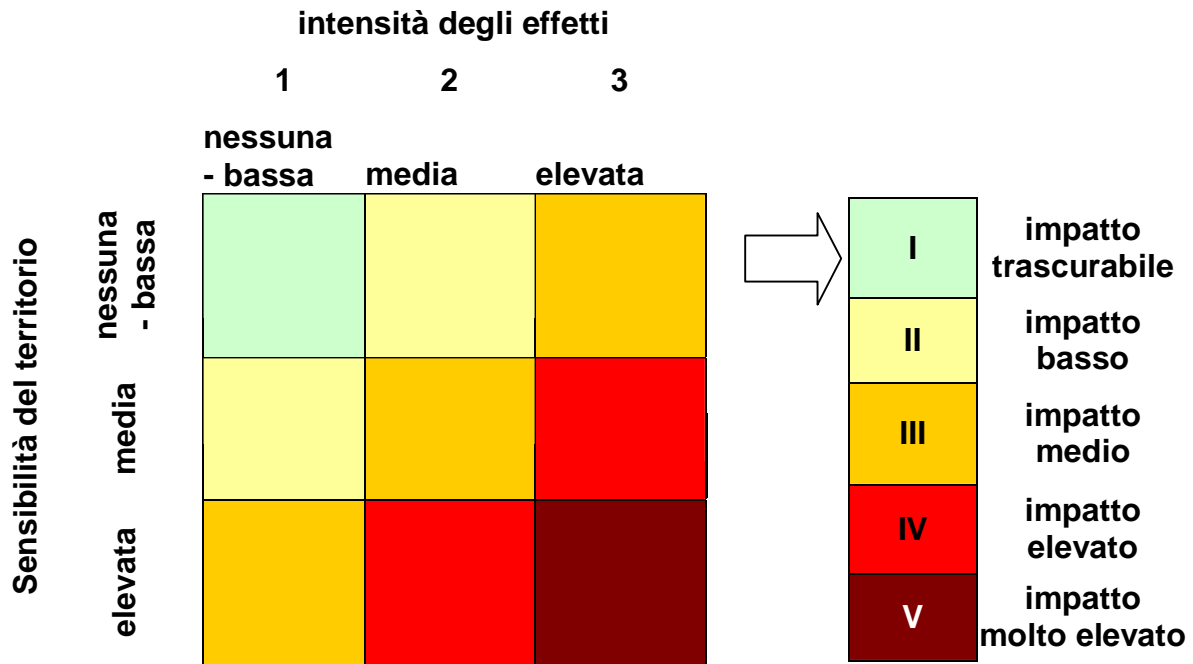 intensità degli effetti
1 2 3
nessuna
- bassa media elevata
Sensibilità del territorio
nessuna
- bassa
media
elevata
I impatto
trascurabile
II impatto
basso
III impatto
medio
IV impatto
elevato
V impatto
molto elevato